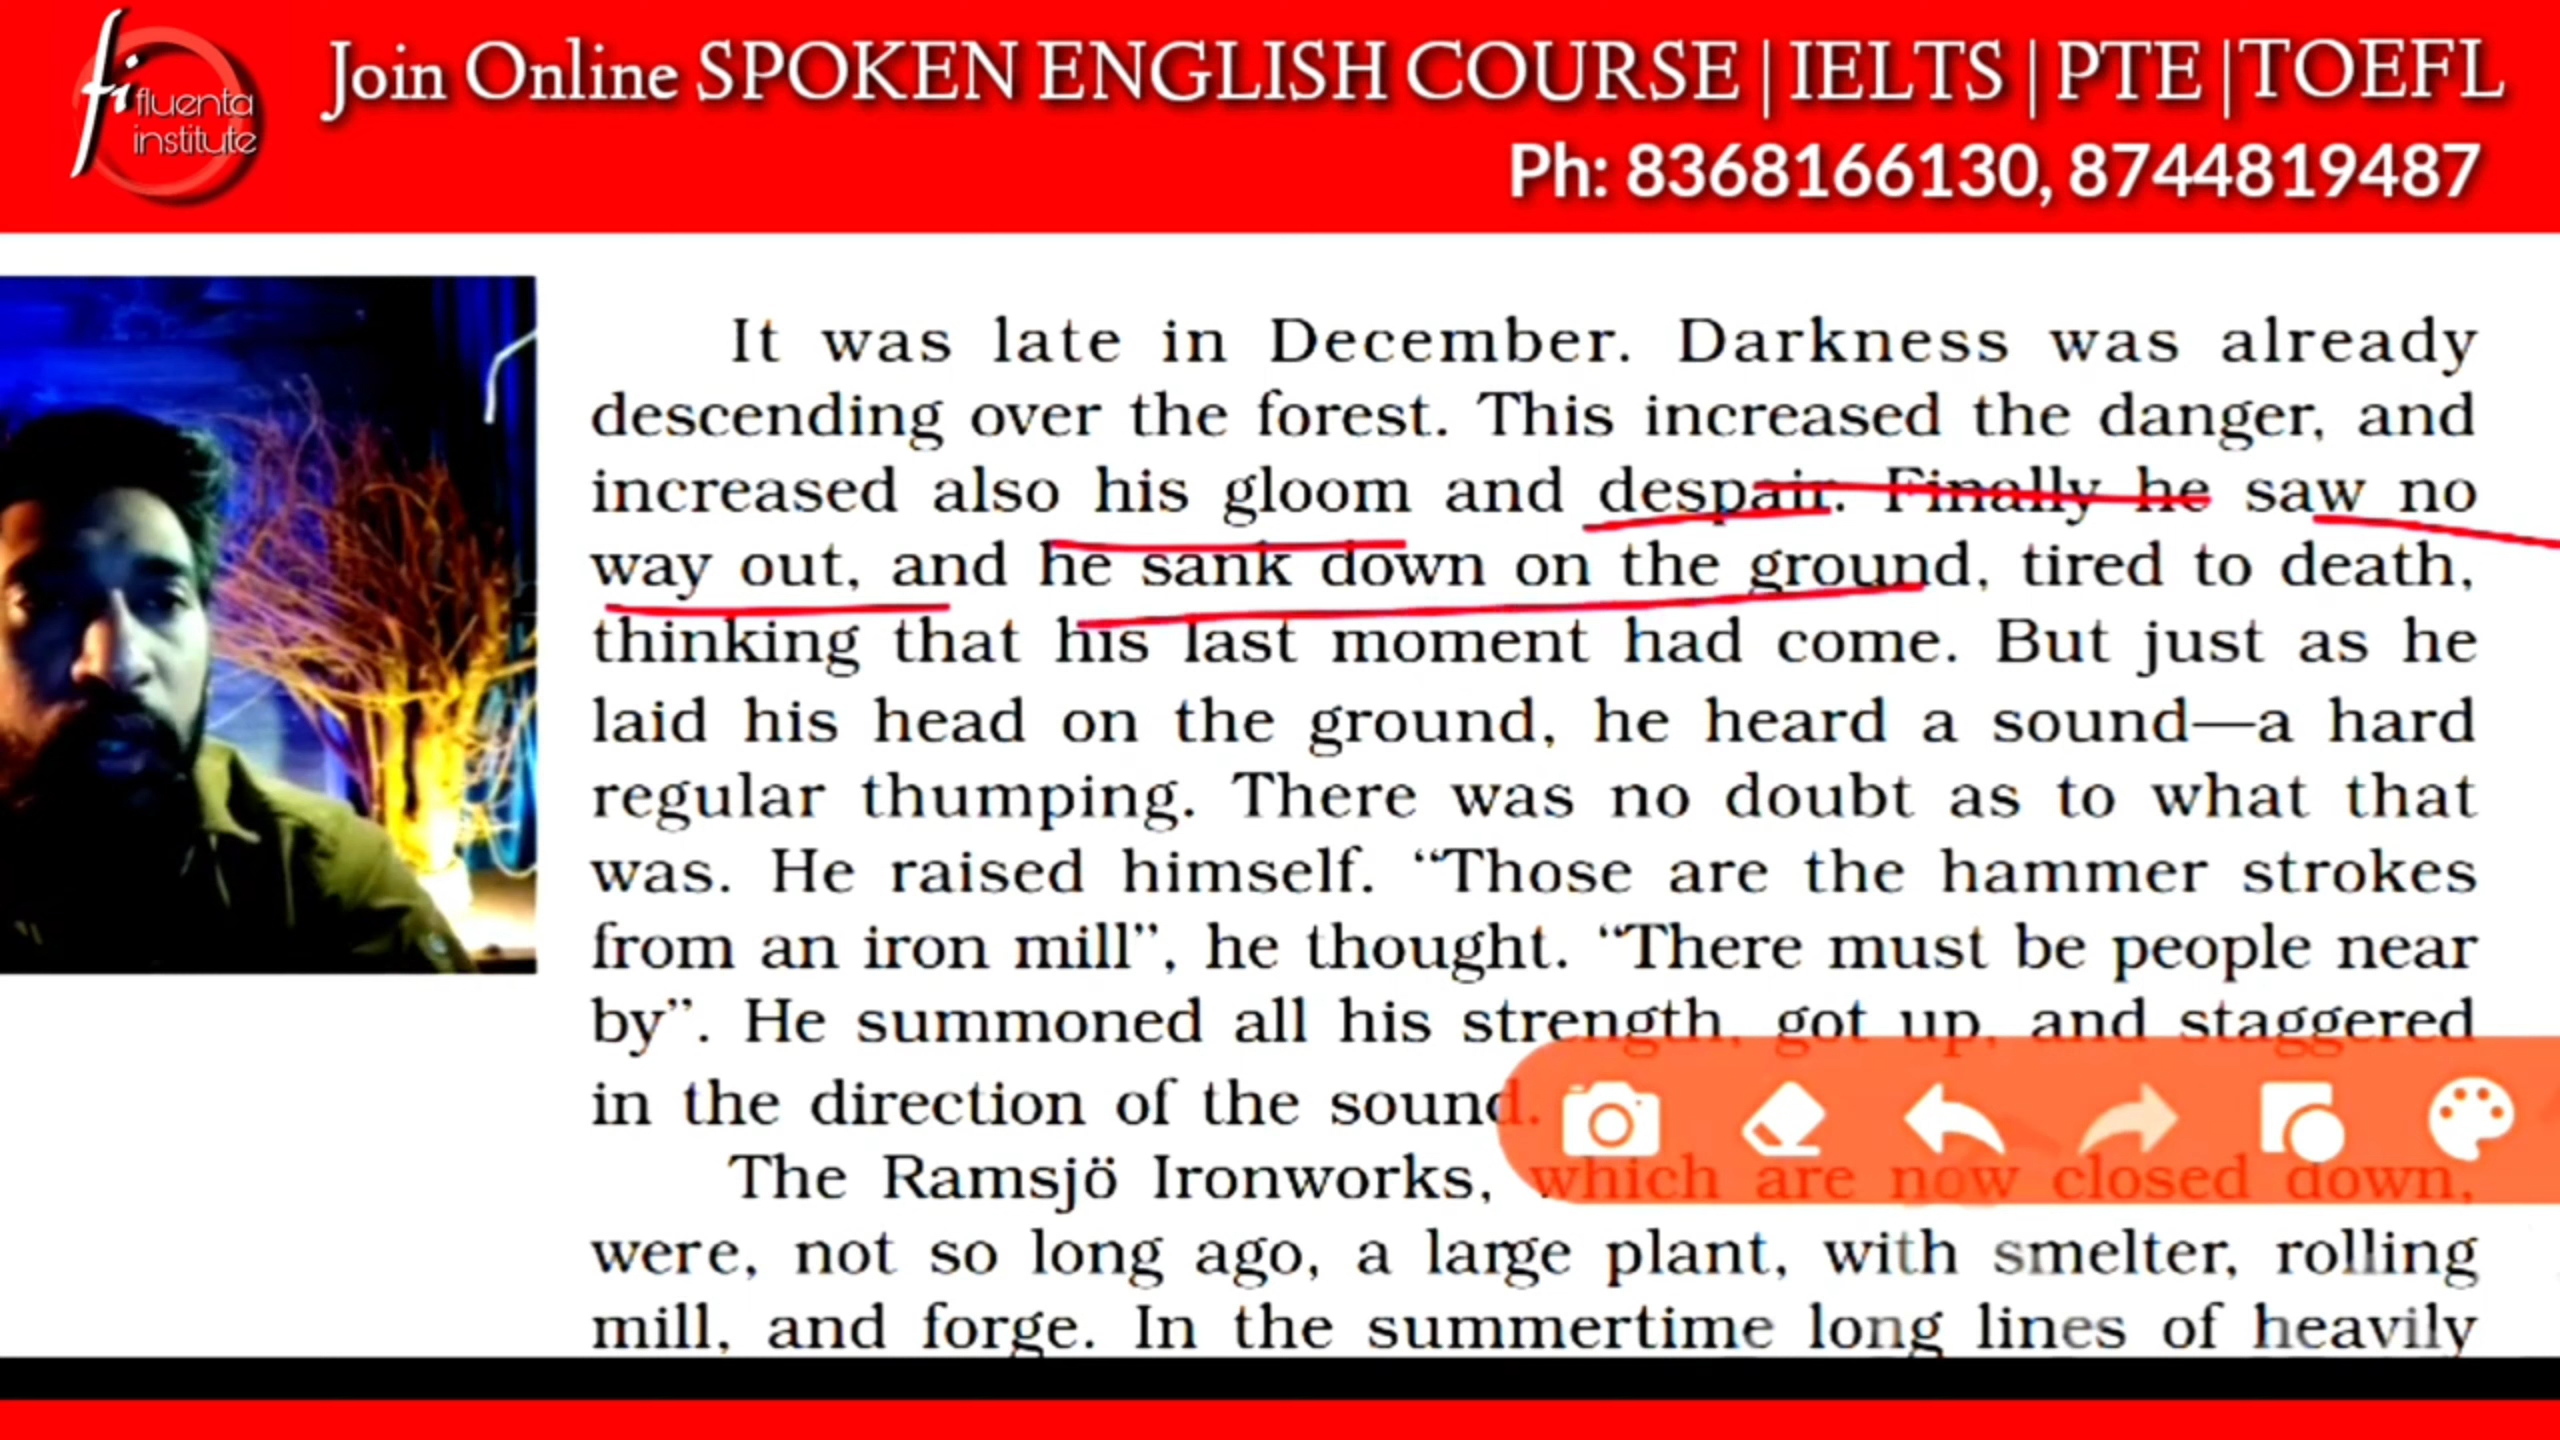 fi fluenta
institute
Join Online SPOKEN ENGLISH COURSE | IELTS | PTE | TOEFL
Ph: 8368166130, 8744819487
It was late in December. Darkness was already
descending over the forest. This increased the danger, and
increased also his gloom and despair. Finally he saw no
way out, and he sank down on the ground, tired to death,
thinking that his last moment had come. But just as he
laid his head on the ground, he heard a sound—a hard
regular thumping. There was no doubt as to what that
was. He raised himself. “Those are the hammer strokes
from an iron mill”, he thought. “There must be people near
by”. He summoned all his strength, got up, and staggered
in the direction of the sound.
The Ramsjö Ironworks, which are now closed down,
were, not so long ago, a large plant, with smelter, rolling
mill, and forge. In the summertime long lines of heavily